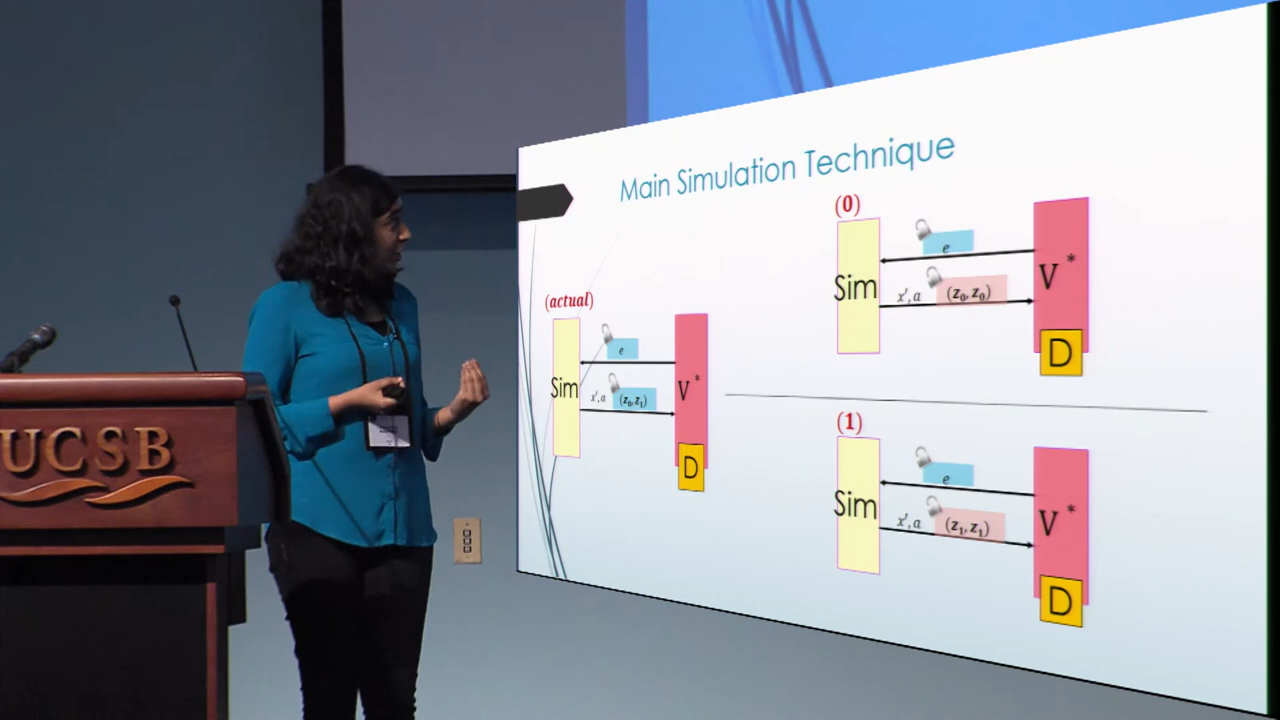 UCSB
Main Simulation Technique
(actual)
Sim
e
x', a
(z₀, z₁)
V*
D
(0)
Sim
e
x', a
(z₀, z₀)
V*
D
(1)
Sim
e
x', a
(z₁, z₁)
V*
D